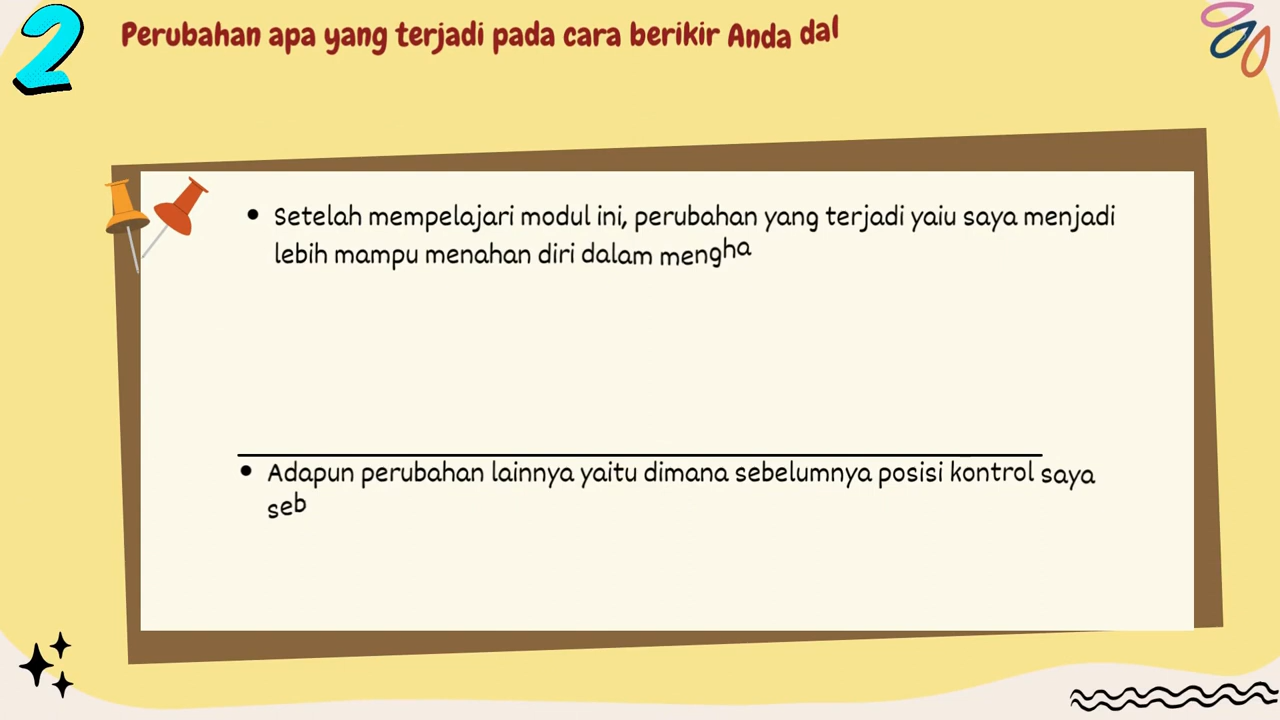 2
Perubahan apa yang terjadi pada cara berikir Anda dal
• Setelah mempelajari modul ini, perubahan yang terjadi yaiu saya menjadi
lebih mampu menahan diri dalam mengha
• Adapun perubahan lainnya yaitu dimana sebelumnya posisi kontrol saya
seb